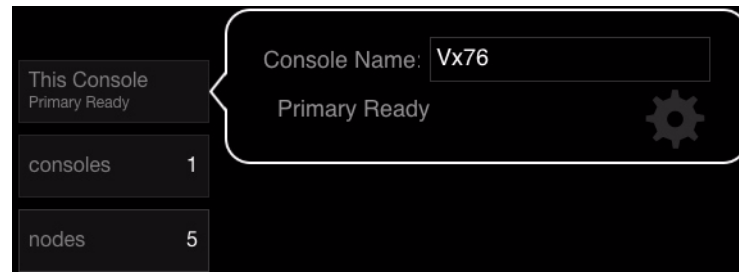 This Console
Primary Ready
consoles 1
nodes 5
Console Name: Vx76
Primary Ready